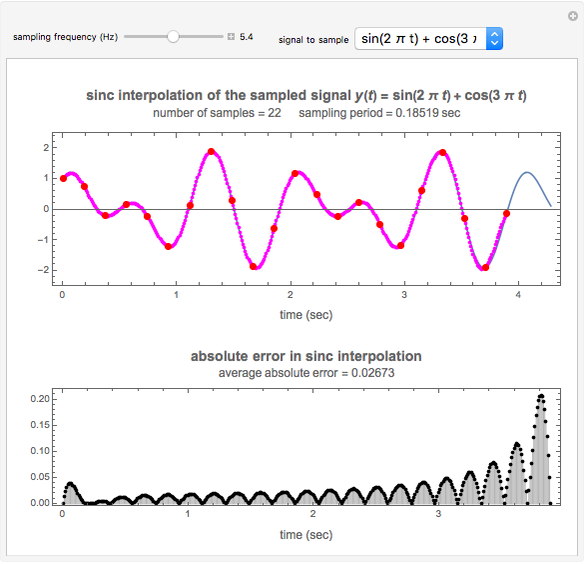 sampling frequency (Hz) 5.4 signal to sample sin(2 π t) + cos(3 π
sinc interpolation of the sampled signal y(t) = sin(2 π t) + cos(3 π t)
number of samples = 22 sampling period = 0.18519 sec
2
1
0
-1
-2
0 1 2 3 4
time (sec)
absolute error in sinc interpolation
average absolute error = 0.02673
0.20
0.15
0.10
0.05
0.00
0 1 2 3
time (sec)